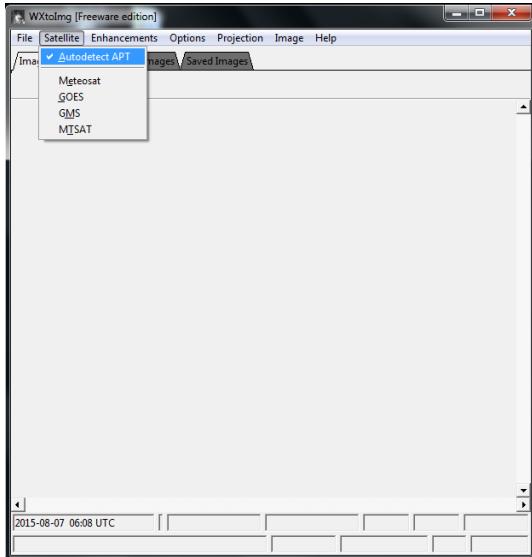 WXtoImg [Freeware edition]
File Satellite Enhancements Options Projection Image Help
Saved Images
Autodetect APT
Meteosat
GOES
GMS
MTSAT
2015-08-07 06:08 UTC